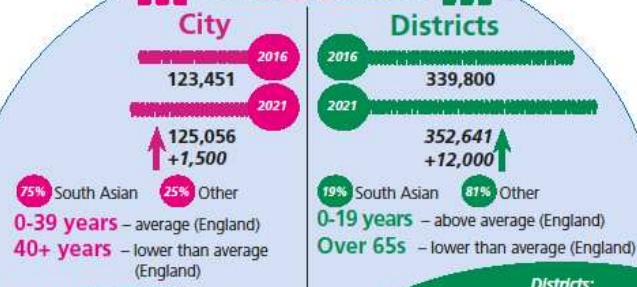 City
2016
123,451
2021
125,056
+1,500
75% South Asian 25% Other
0-39 years – average (England)
40+ years – lower than average
(England)
Districts
2016
339,800
2021
352,641
+12,000
19% South Asian 81% Other
0-19 years – above average (England)
Over 65s – lower than average (England)
Districts: